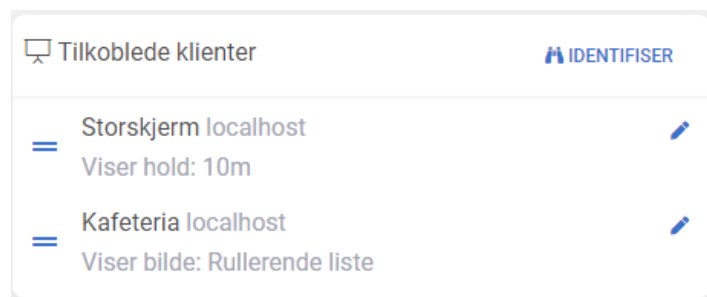 Tilkoblede klienter
IDENTIFISER
Storskjerm localhost
Viser hold: 10m
Kafeteria localhost
Viser bilde: Rullerende liste